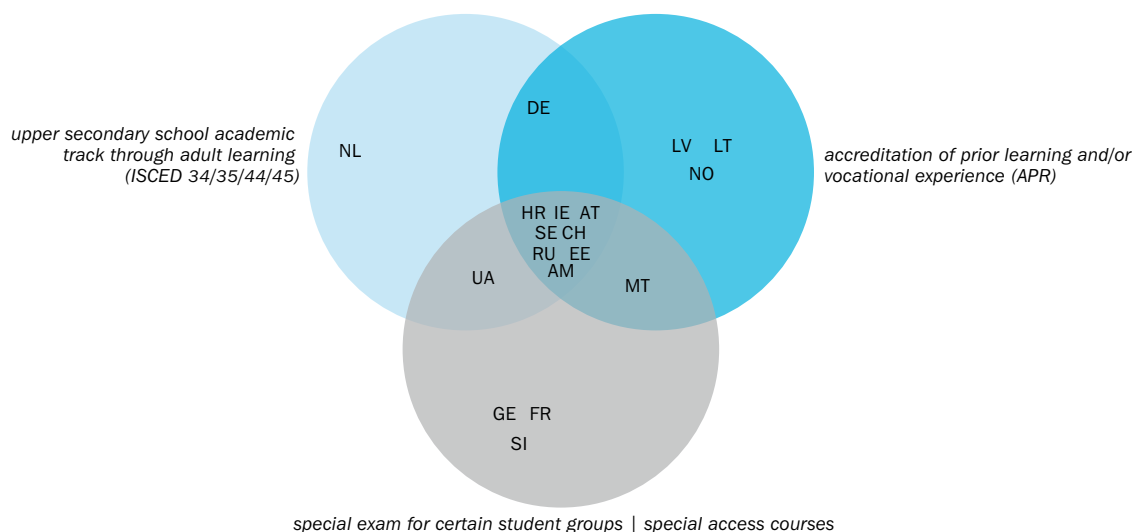 DE
upper secondary school academic
track through adult learning
(ISCED 34/35/44/45)
NL
LV LT
NO
accreditation of prior learning and/or
vocational experience (APR)
HR IE AT
SE CH
RU EE
AM
UA
MT
GE FR
SI
special exam for certain student groups | special access courses